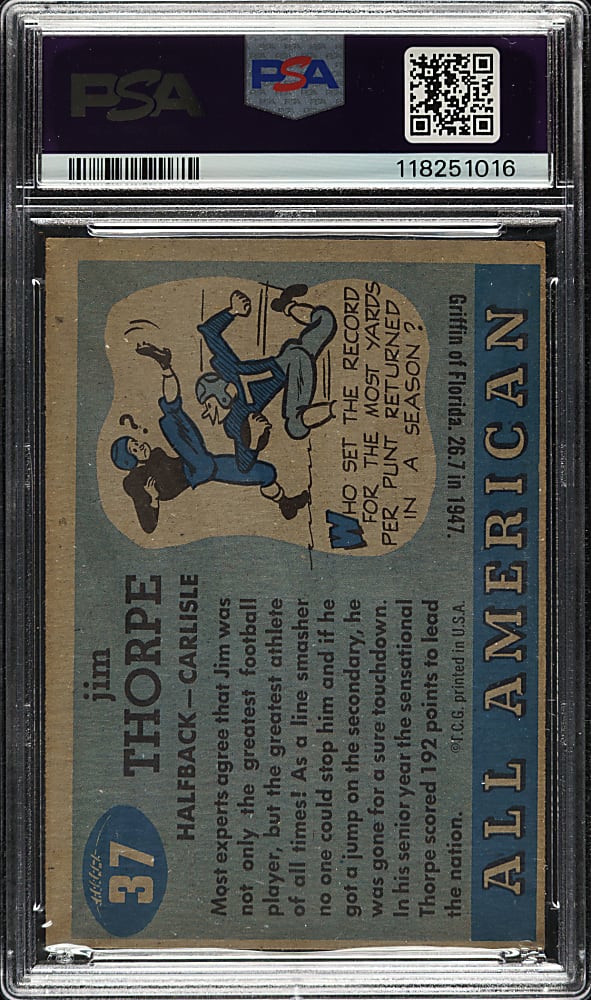 PSA
PSA
118251016
37
jim
THORPE
HALFBACK — CARLISLE
Most experts agree that Jim was
not only the greatest football
player, but the greatest athlete
of all times! As a line smasher
no one could stop him and if he
got a jump on the secondary, he
was gone for a sure touchdown.
In his senior year the sensational
Thorpe scored 192 points to lead
the nation.
©T.C.G. printed in U.S.A.
?
WHO SET THE RECORD
FOR THE MOST YARDS
PER PUNT RETURNED
IN A SEASON?
Griffin of Florida. 26.7 in 1947.
ALL AMERICAN